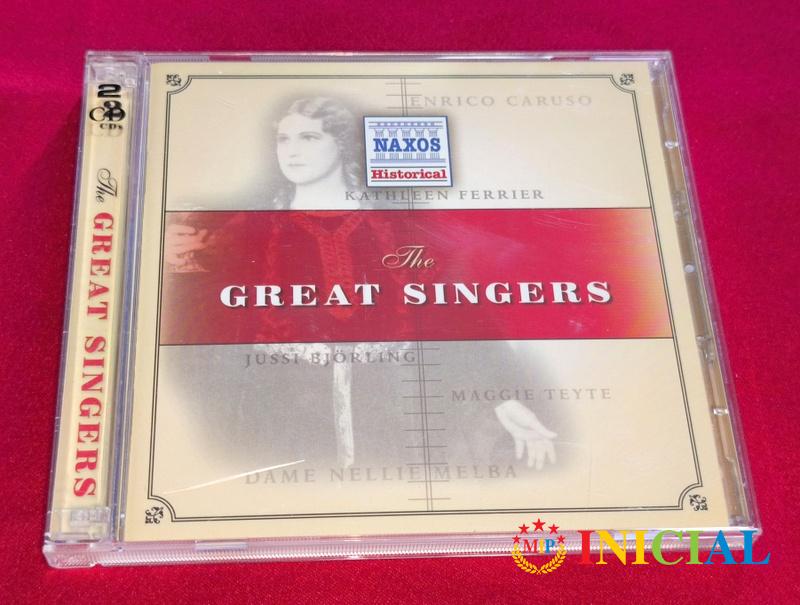 2
CDs
The GREAT SINGERS
ENRICO CARUSO
NAXOS
Historical
KATHLEEN FERRIER
The
GREAT SINGERS
JUSSI BJÖRLING
MAGGIE TEYTE
DAME NELLIE MELBA
MIP INICIAL